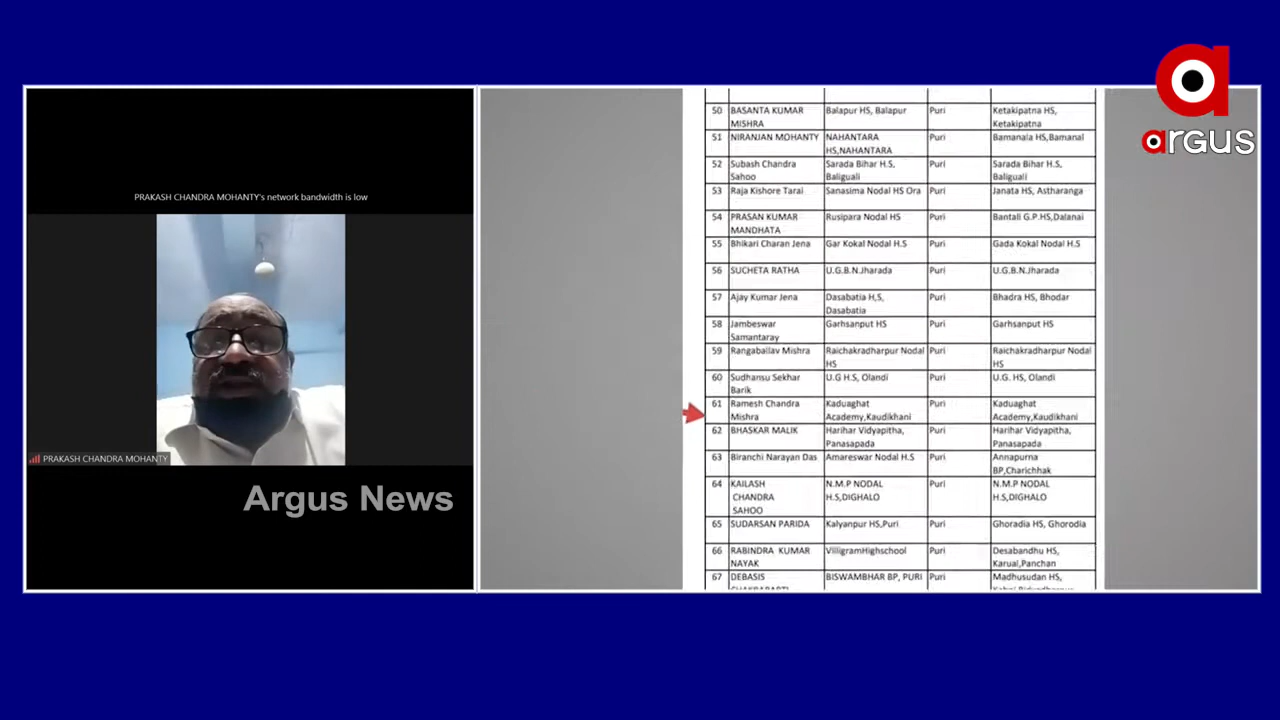 argus
PRAKASH CHANDRA MOHANTY's network bandwidth is low
PRAKASH CHANDRA MOHANTY
Argus News
50 BASANTA KUMAR MISHRA Balapur HS, Balapur Puri Ketakipatna HS, Ketakipatna
51 NIRANJAN MOHANTY NAHANTARA HS,NAHANTARA Puri Bamanala HS,Bamanal
52 Subash Chandra Sahoo Sarada Bihar H.S, Baliguali Puri Sarada Bihar H.S, Baliguali
53 Raja Kishore Tarai Sanasima Nodal HS Ora Puri Janata HS, Astharanga
54 PRASAN KUMAR MANDHATA Rusipara Nodal HS Puri Bantali G.P.HS,Dalanai
55 Bhikari Charan Jena Gar Kokal Nodal H.S Puri Gada Kokal Nodal H.S
56 SUCHETA RATHA U.G.B.N.Jharada Puri U.G.B.N.Jharada
57 Ajay Kumar Jena Dasabatia H,S, Dasabatia Puri Bhadra HS, Bhodar
58 Jambeswar Samantaray Garhsanput HS Puri Garhsanput HS
59 Rangaballav Mishra Raichakradharpur Nodal HS Puri Raichakradharpur Nodal HS
60 Sudhansu Sekhar Barik U.G H.S, Olandi Puri U.G. HS, Olandi
61 Ramesh Chandra Mishra Kaduaghat Academy,Kaudikhani Puri Kaduaghat Academy,Kaudikhani
62 BHASKAR MALIK Harihar Vidyapitha, Panasapada Puri Harihar Vidyapitha, Panasapada
63 Biranchi Narayan Das Amareswar Nodal H.S Puri Annapurna BP,Charichhak
64 KAILASH CHANDRA SAHOO N.M.P NODAL H.S,DIGHALO Puri N.M.P NODAL H.S,DIGHALO
65 SUDARSAN PARIDA Kalyanpur HS,Puri Puri Ghoradia HS, Ghorodia
66 RABINDRA KUMAR NAYAK VilligramHighschool Puri Desabandhu HS, Karual,Panchan
67 DEBASIS BISWAMBHAR BP, PURI Puri Madhusudan HS,